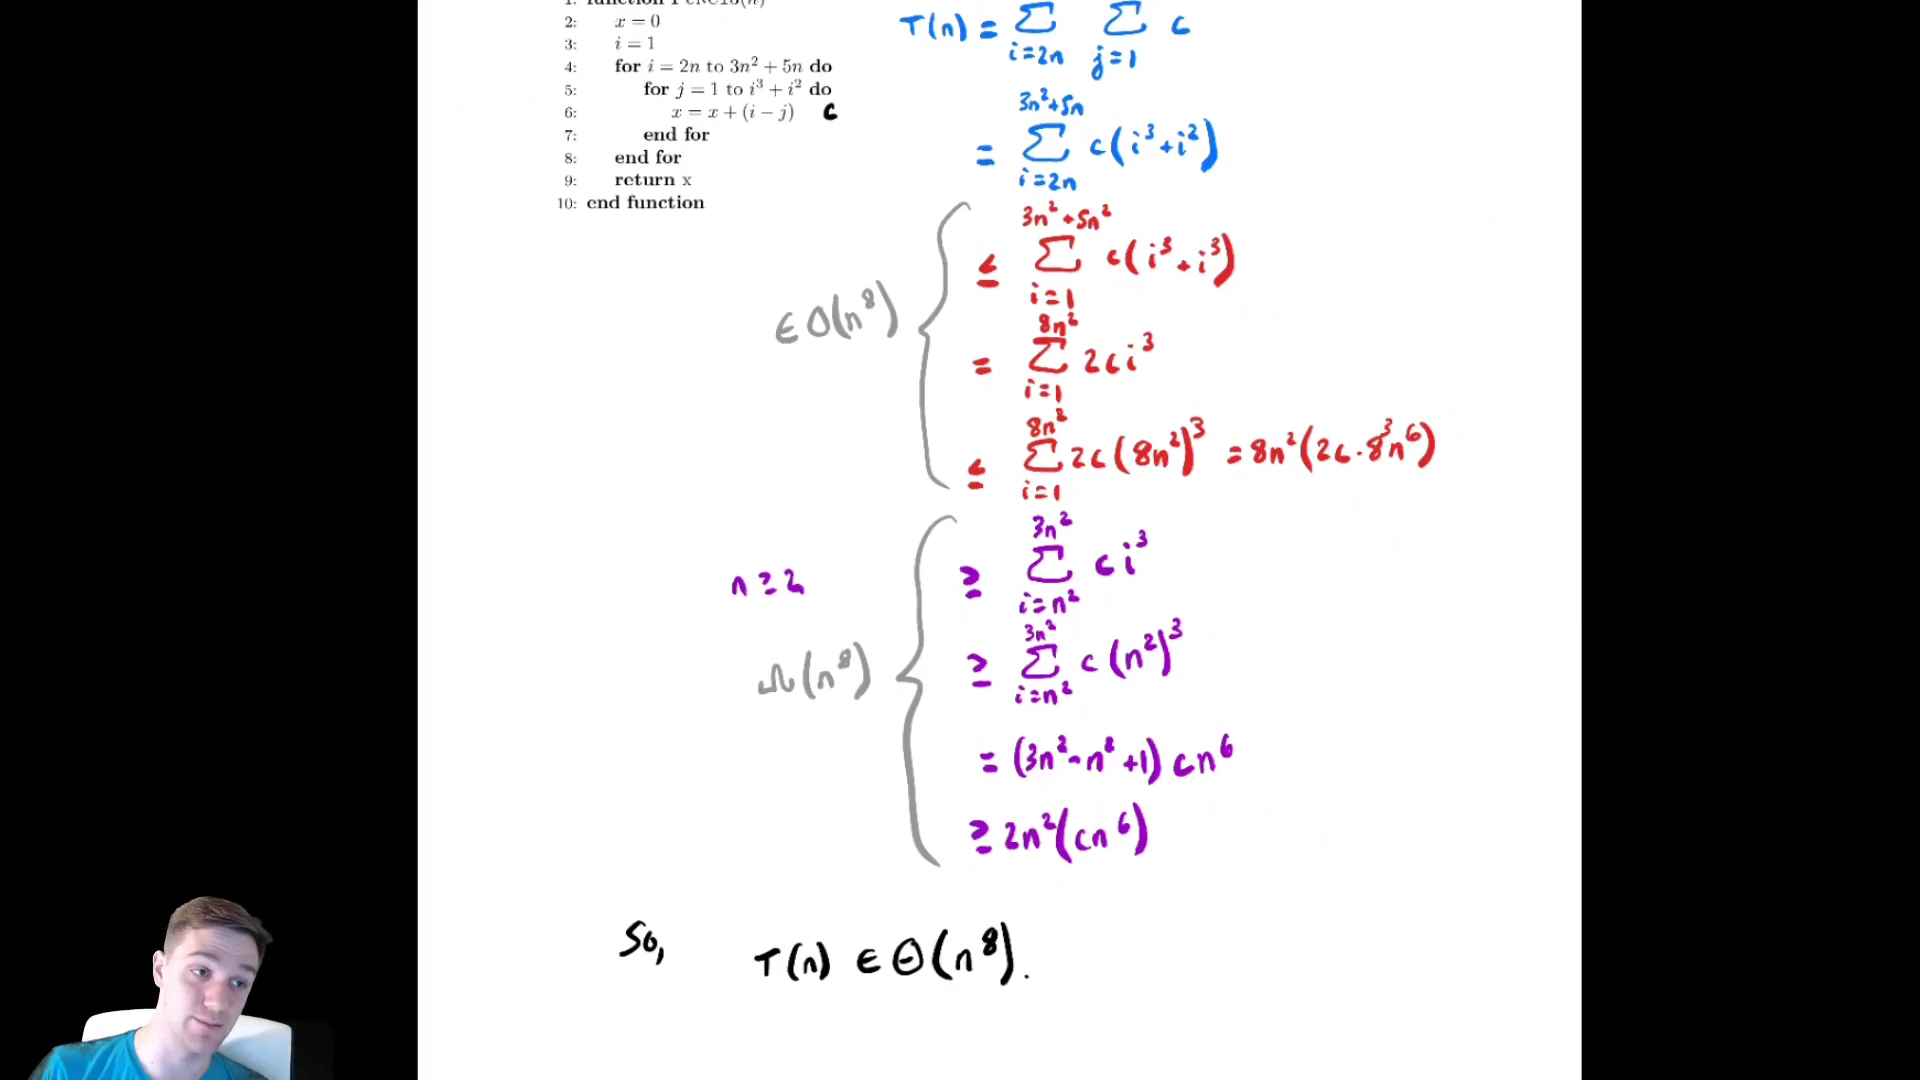 2: x = 0
3: i = 1
4: for i = 2n to 3n² + 5n do
5: for j = 1 to i³ + i² do
6: x = x + (i − j) c
7: end for
8: end for
9: return x
10: end function
T(n) = Σ Σ c
i=2n j=1
3n²+5n
= Σ c(i³+i²)
i=2n
3n²+5n²
≤ Σ c(i³+i³)
i=1
∈ O(n⁸)
8n²
= Σ 2ci³
i=1
8n²
≤ Σ 2c(8n²)³ = 8n²(2c·8³n⁶)
i=1
3n²
n≥2 ≥ Σ ci³
i=n²
3n²
Ω(n⁸) ≥ Σ c(n²)³
i=n²
= (3n²-n²+1)cn⁶
≥ 2n²(cn⁶)
So, T(n) ∈ Θ(n⁸).